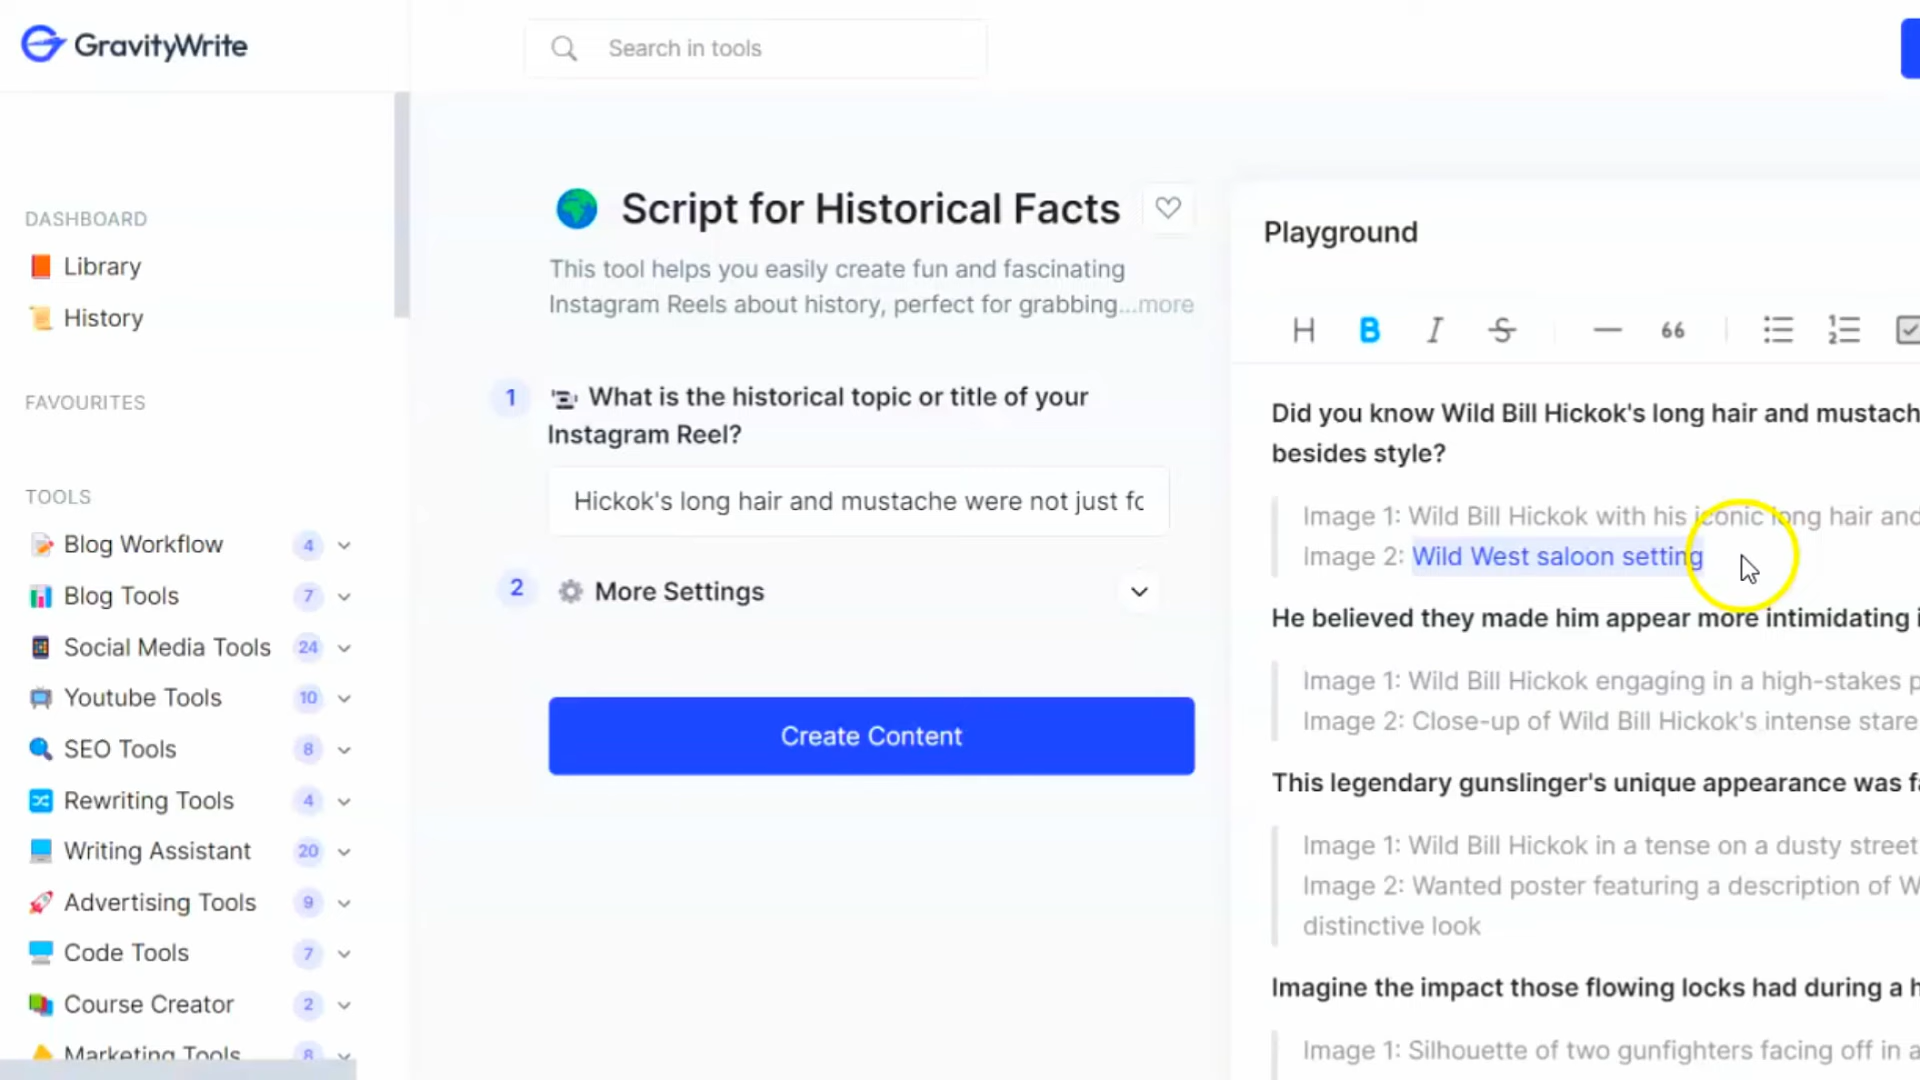 GravityWrite
Search in tools
DASHBOARD
Library
History
FAVOURITES
TOOLS
Blog Workflow 4
Blog Tools 7
Social Media Tools 24
Youtube Tools 10
SEO Tools 8
Rewriting Tools 4
Writing Assistant 20
Advertising Tools 9
Code Tools 7
Course Creator 2
Marketing Tools 8
Script for Historical Facts
This tool helps you easily create fun and fascinating
Instagram Reels about history, perfect for grabbing...more
1 What is the historical topic or title of your
Instagram Reel?
Hickok's long hair and mustache were not just fo
2 More Settings
Create Content
Playground
H B I S — 66
Did you know Wild Bill Hickok's long hair and mustach
besides style?
Image 1: Wild Bill Hickok with his iconic long hair and
Image 2: Wild West saloon setting
He believed they made him appear more intimidating i
Image 1: Wild Bill Hickok engaging in a high-stakes p
Image 2: Close-up of Wild Bill Hickok's intense stare
This legendary gunslinger's unique appearance was fa
Image 1: Wild Bill Hickok in a tense on a dusty street
Image 2: Wanted poster featuring a description of W
distinctive look
Imagine the impact those flowing locks had during a h
Image 1: Silhouette of two gunfighters facing off in a